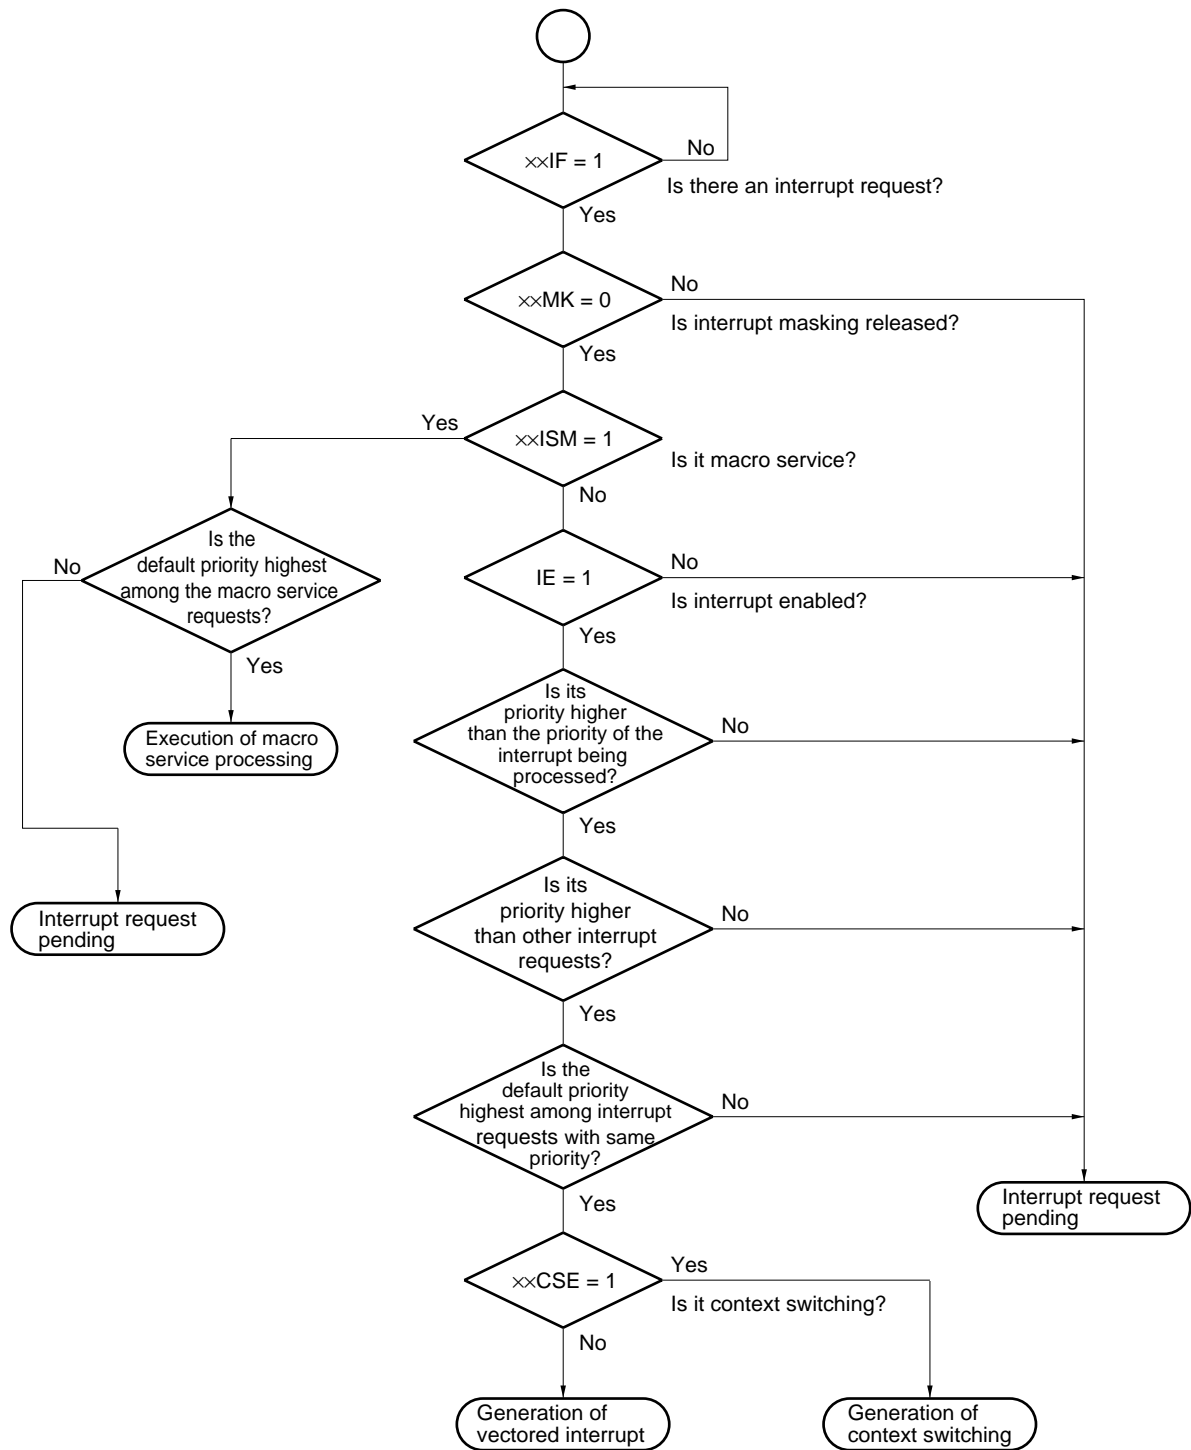 ××IF = 1
No
Is there an interrupt request?
Yes
××MK = 0
No
Is interrupt masking released?
Yes
Yes
××ISM = 1
Is it macro service?
No
Is the
default priority highest
among the macro service
requests?
No
Yes
IE = 1
No
Is interrupt enabled?
Yes
Execution of macro
service processing
Is its
priority higher
than the priority of the
interrupt being
processed?
No
Yes
Interrupt request
pending
Is its
priority higher
than other interrupt
requests?
No
Yes
Is the
default priority
highest among interrupt
requests with same
priority?
No
Yes
Interrupt request
pending
××CSE = 1
Yes
Is it context switching?
No
Generation of
vectored interrupt
Generation of
context switching